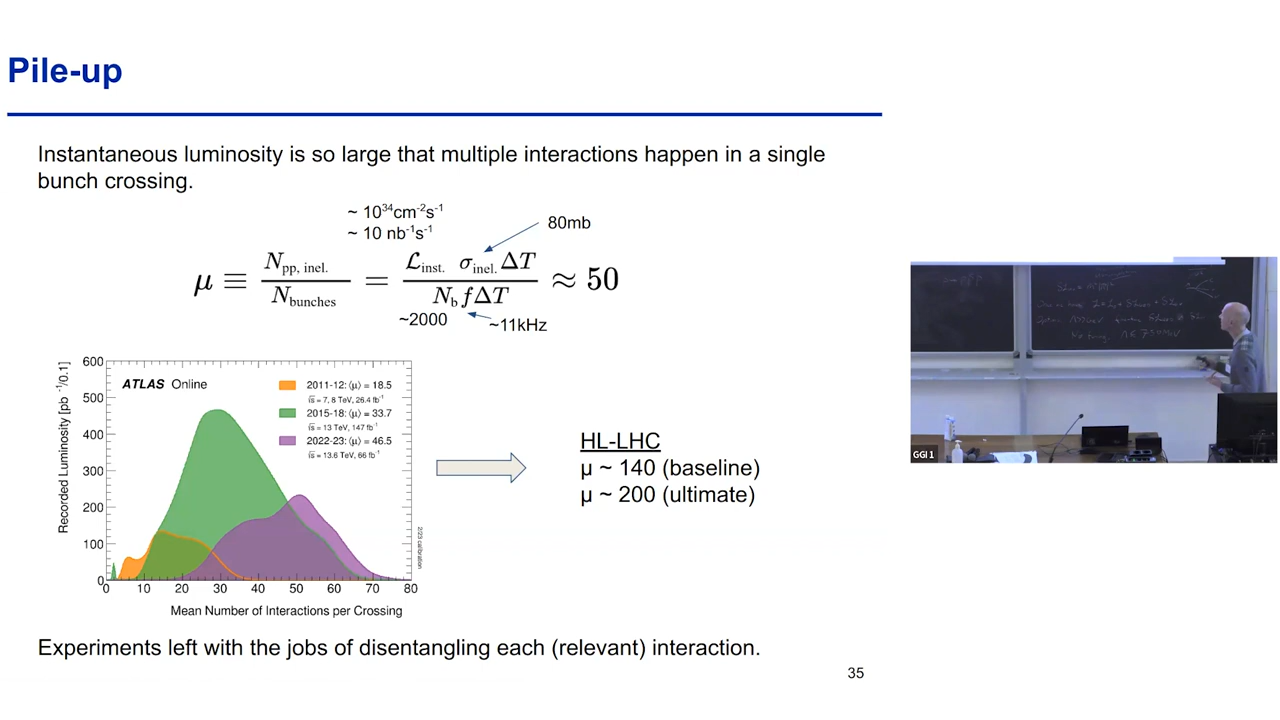 Pile-up
Instantaneous luminosity is so large that multiple interactions happen in a single
bunch crossing.
~ 10³⁴cm⁻²s⁻¹
~ 10 nb⁻¹s⁻¹
80mb
μ ≡ N_pp, inel. / N_bunches = 𝓛_inst. σ_inel. ΔT / N_b f ΔT ≈ 50
~2000
~11kHz
ATLAS Online
2011-12: ⟨μ⟩ = 18.5
√s = 7, 8 TeV, 26.4 fb⁻¹
2015-18: ⟨μ⟩ = 33.7
√s = 13 TeV, 147 fb⁻¹
2022-23: ⟨μ⟩ = 46.5
√s = 13.6 TeV, 66 fb⁻¹
Recorded Luminosity [pb⁻¹/0.1]
600
500
400
300
200
100
0
0 10 20 30 40 50 60 70 80
Mean Number of Interactions per Crossing
2/23 calibration
HL-LHC
μ ~ 140 (baseline)
μ ~ 200 (ultimate)
Experiments left with the jobs of disentangling each (relevant) interaction.
35
GGI 1